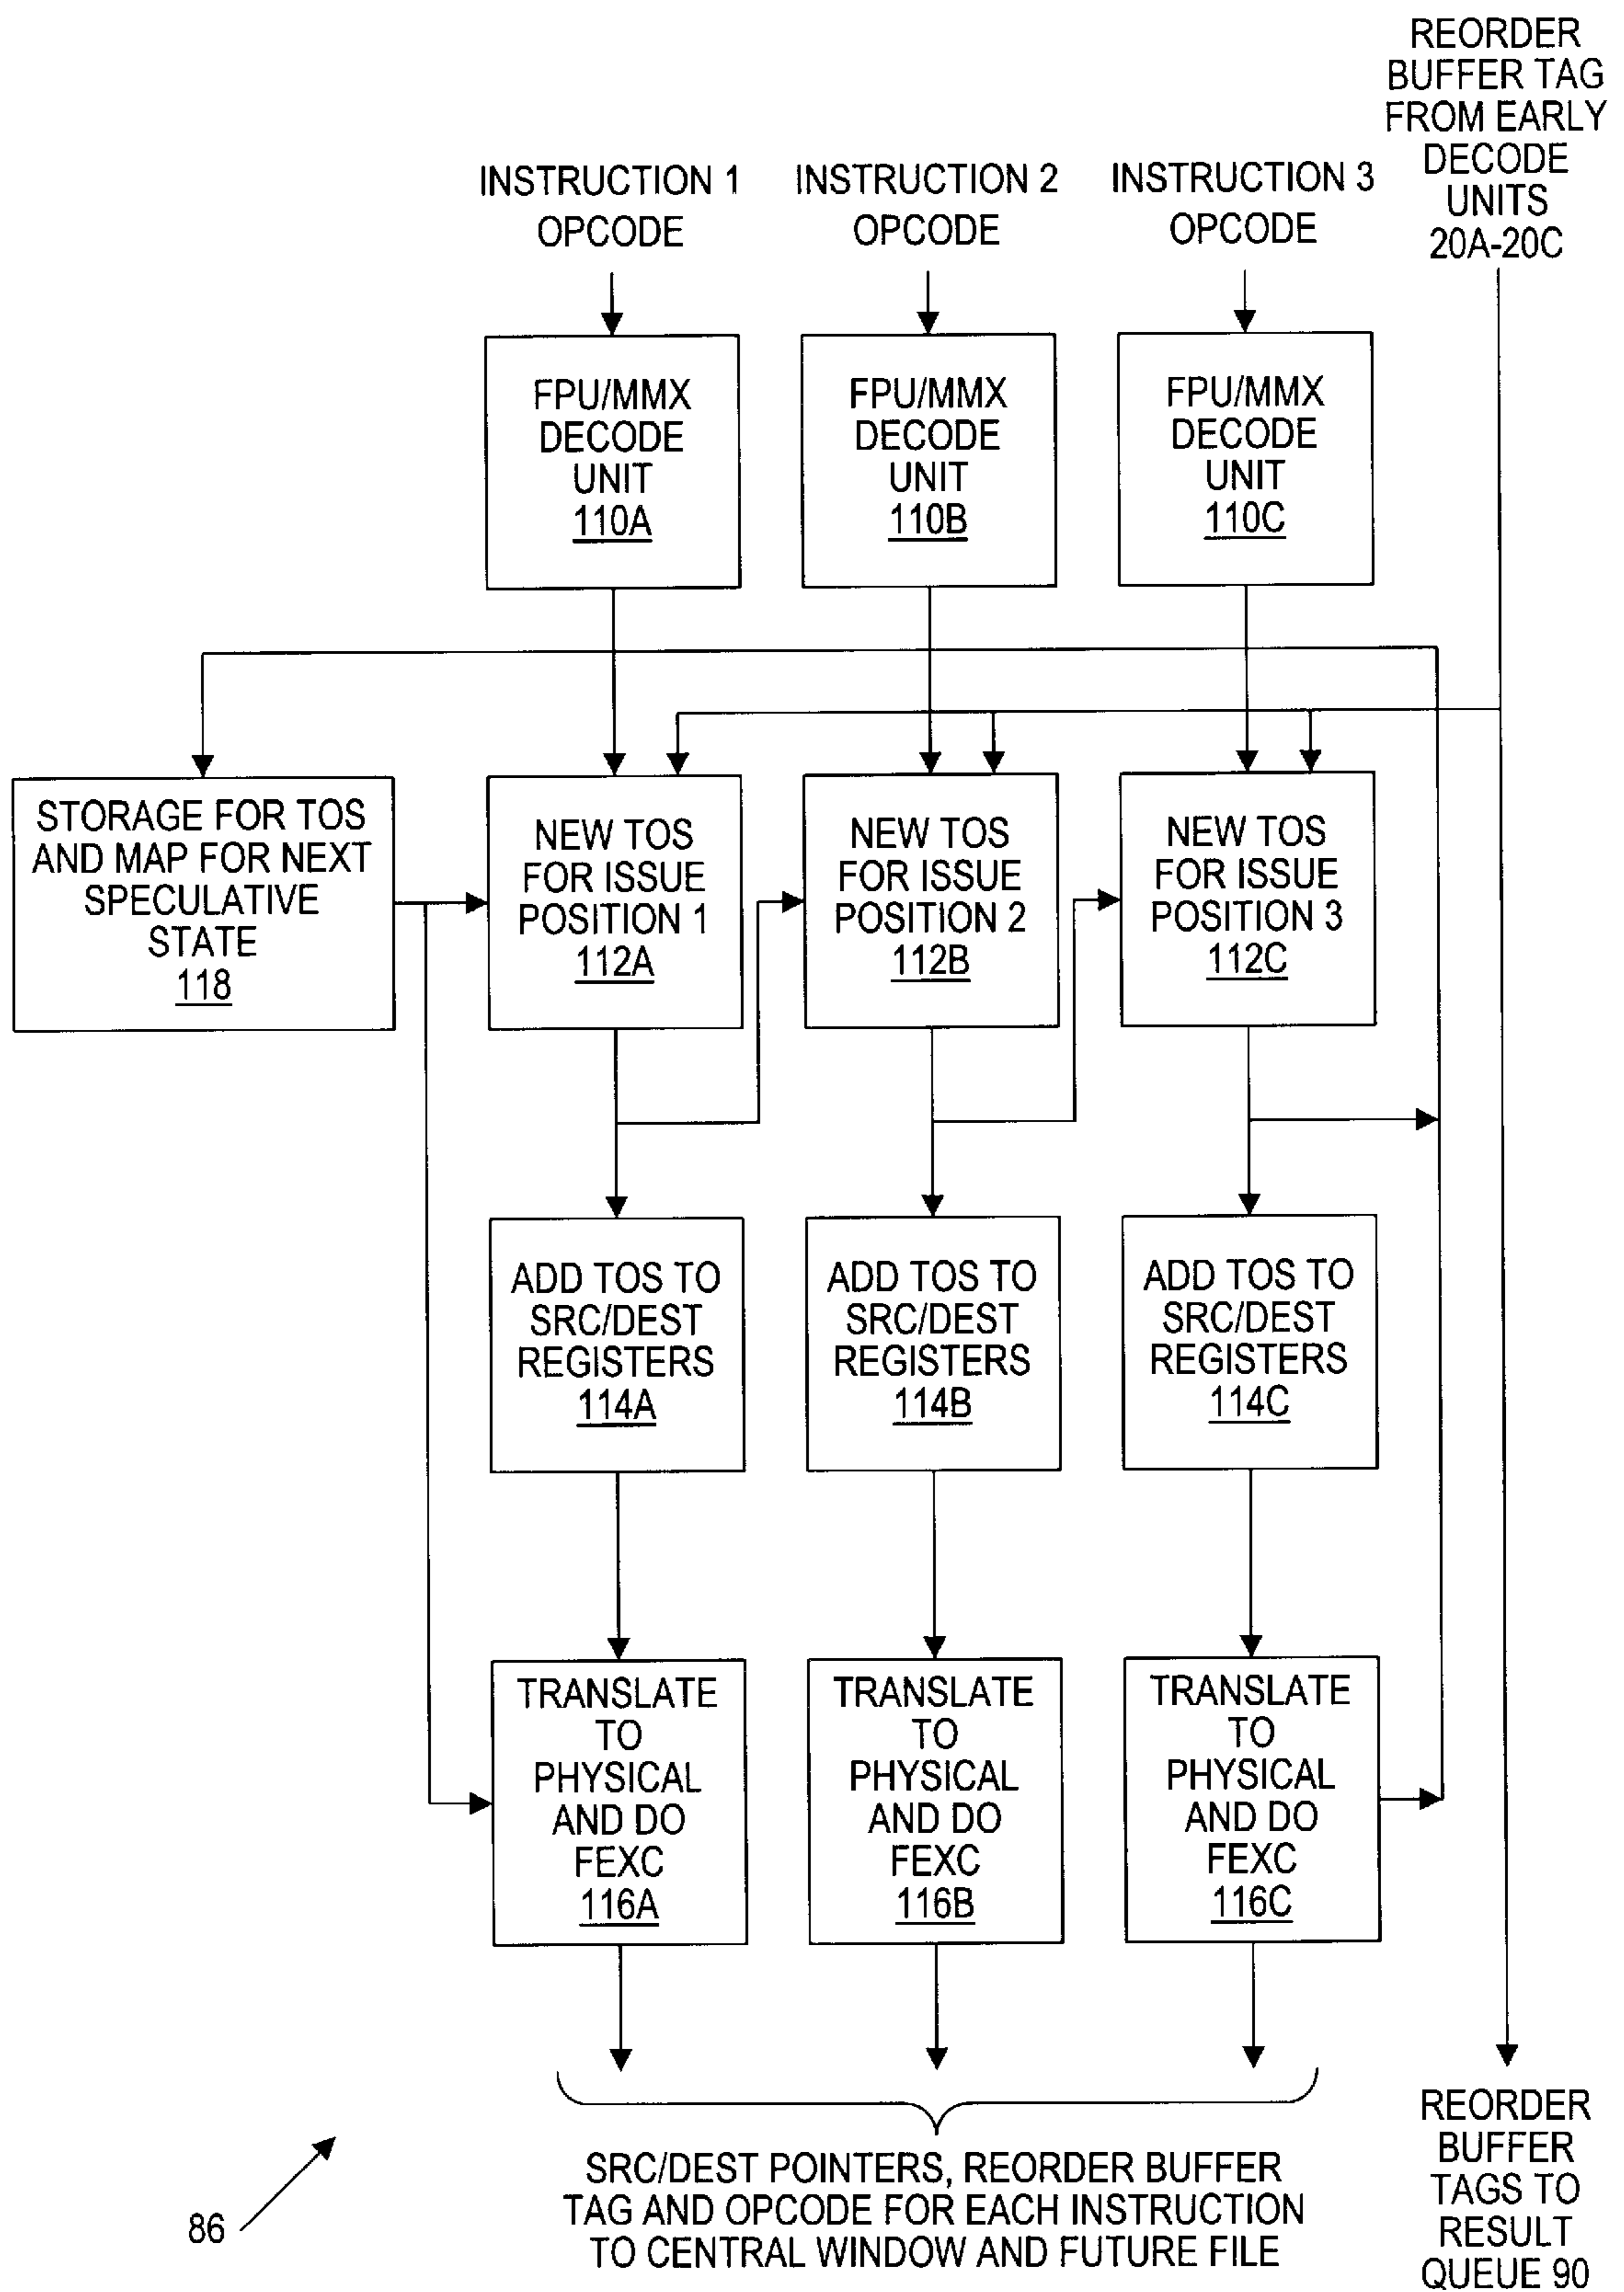 REORDER
BUFFER TAG
FROM EARLY
DECODE
UNITS
20A-20C
INSTRUCTION 1
OPCODE
INSTRUCTION 2
OPCODE
INSTRUCTION 3
OPCODE
FPU/MMX
DECODE
UNIT
110A
FPU/MMX
DECODE
UNIT
110B
FPU/MMX
DECODE
UNIT
110C
STORAGE FOR TOS
AND MAP FOR NEXT
SPECULATIVE
STATE
118
NEW TOS
FOR ISSUE
POSITION 1
112A
NEW TOS
FOR ISSUE
POSITION 2
112B
NEW TOS
FOR ISSUE
POSITION 3
112C
ADD TOS TO
SRC/DEST
REGISTERS
114A
ADD TOS TO
SRC/DEST
REGISTERS
114B
ADD TOS TO
SRC/DEST
REGISTERS
114C
TRANSLATE
TO
PHYSICAL
AND DO
FEXC
116A
TRANSLATE
TO
PHYSICAL
AND DO
FEXC
116B
TRANSLATE
TO
PHYSICAL
AND DO
FEXC
116C
SRC/DEST POINTERS, REORDER BUFFER
TAG AND OPCODE FOR EACH INSTRUCTION
TO CENTRAL WINDOW AND FUTURE FILE
REORDER
BUFFER
TAGS TO
RESULT
QUEUE 90
86